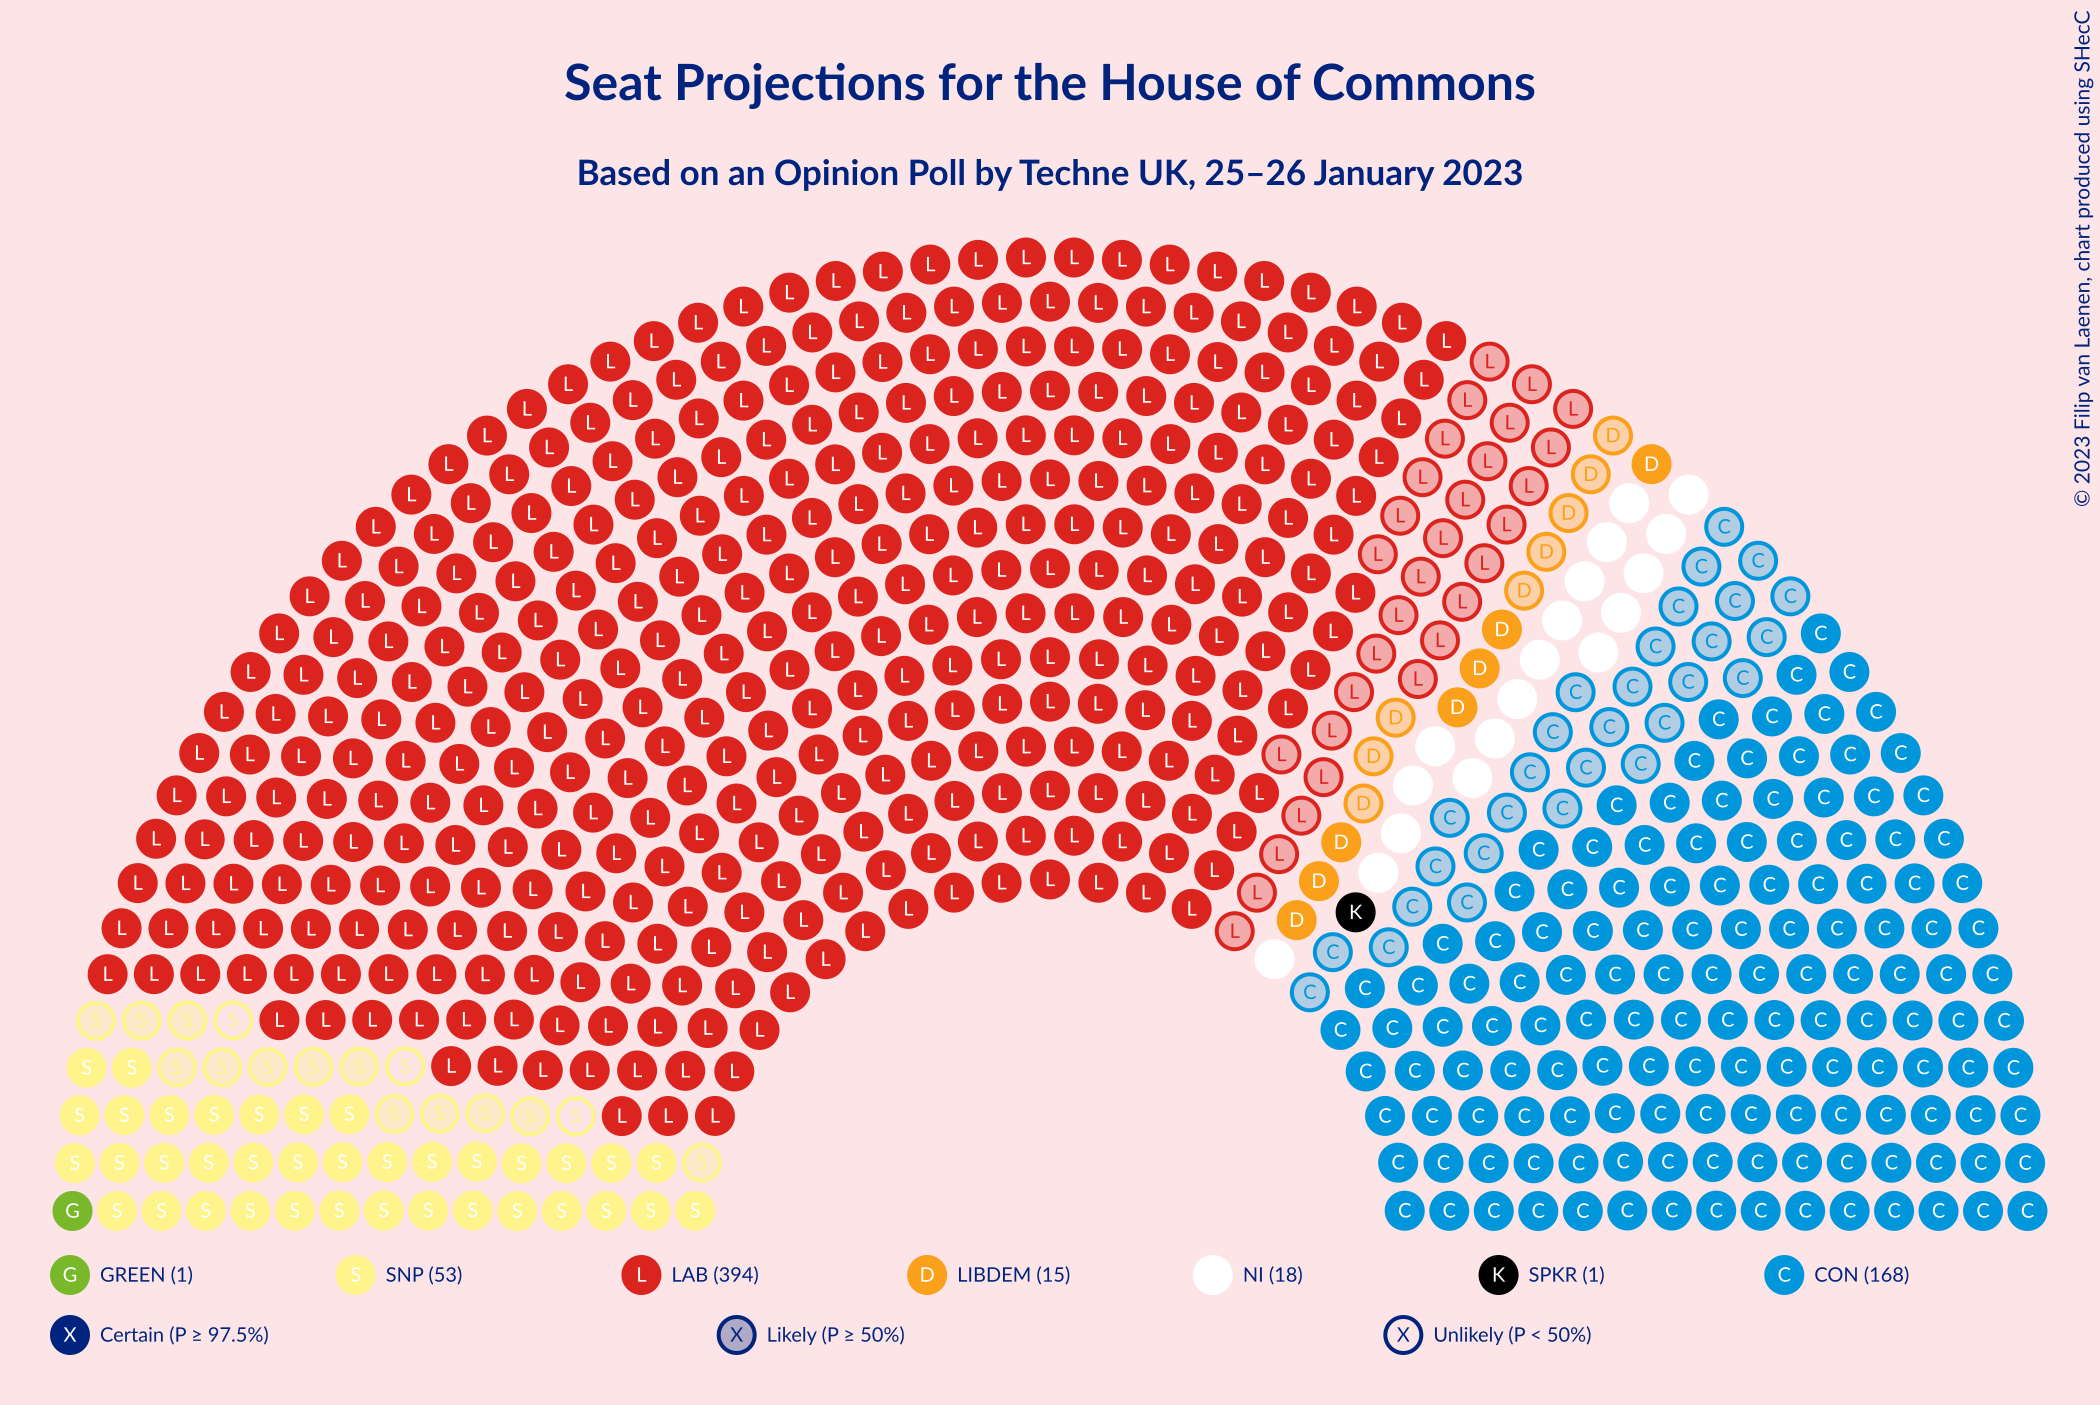 Seat Projections for the House of Commons
Based on an Opinion Poll by Techne UK, 25–26 January 2023
© 2023 Filip van Laenen, chart produced using SHecC
G GREEN (1) S SNP (53) L LAB (394) D LIBDEM (15) NI (18) K SPKR (1) C CON (168)
X Certain (P ≥ 97.5%) X Likely (P ≥ 50%) X Unlikely (P < 50%)